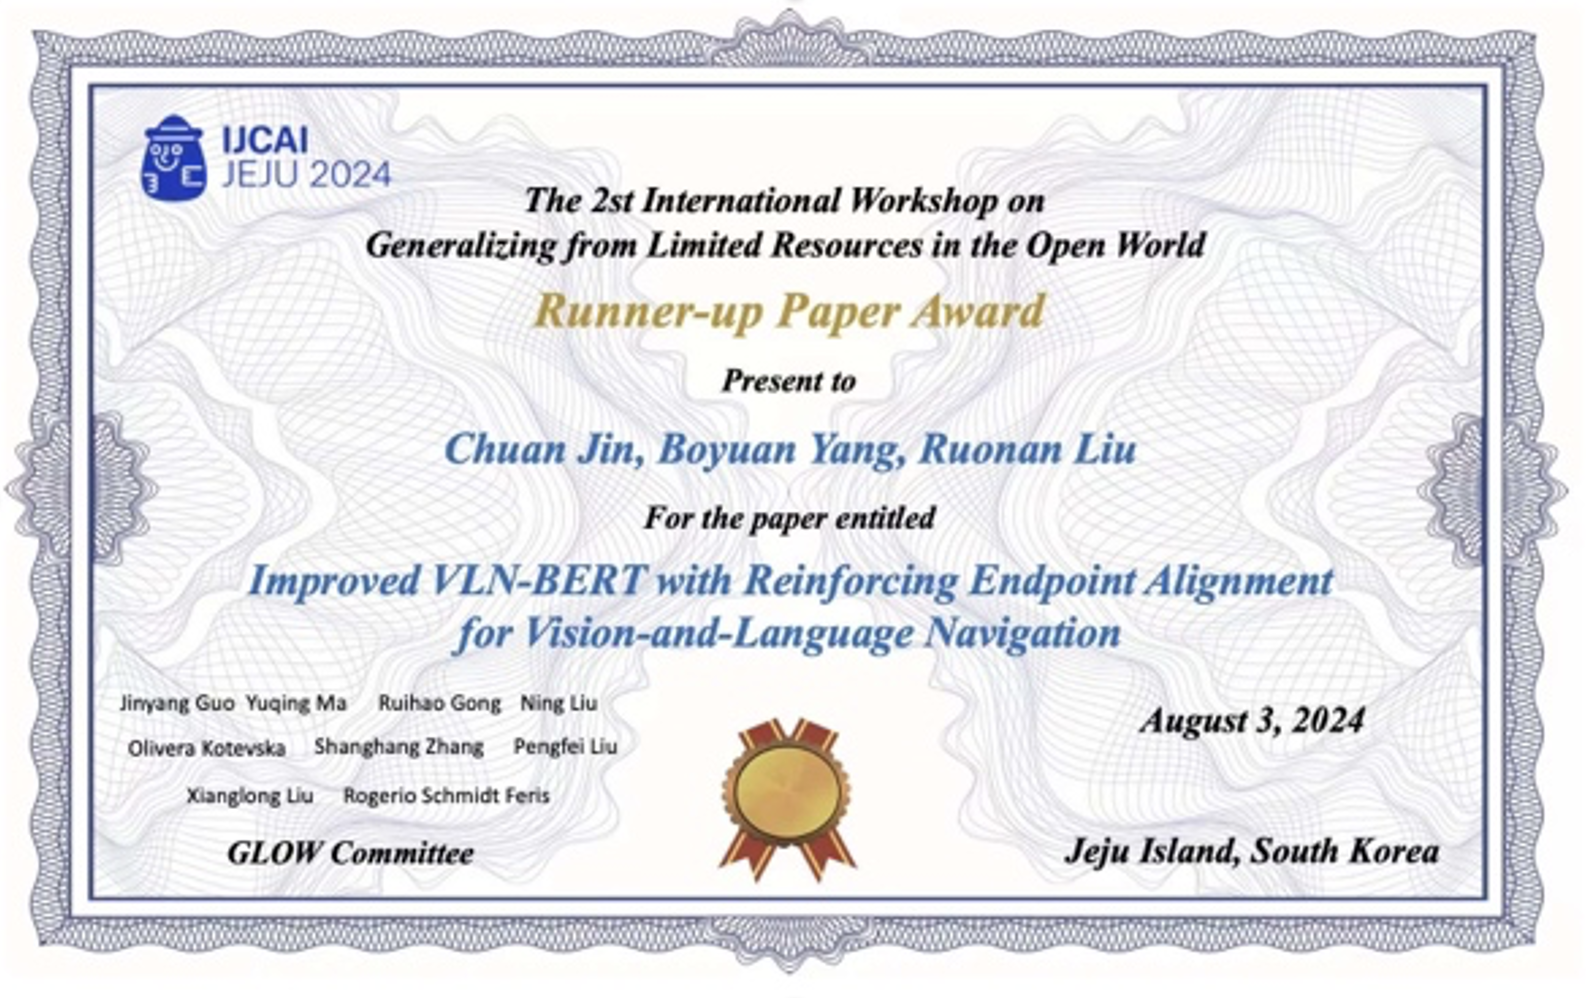 IJCAI
JEJU 2024
The 2st International Workshop on
Generalizing from Limited Resources in the Open World
Runner-up Paper Award
Present to
Chuan Jin, Boyuan Yang, Ruonan Liu
For the paper entitled
Improved VLN-BERT with Reinforcing Endpoint Alignment
for Vision-and-Language Navigation
Jinyang Guo Yuqing Ma Ruihao Gong Ning Liu
Olivera Kotevska Shanghang Zhang Pengfei Liu
Xianglong Liu Rogerio Schmidt Feris
GLOW Committee
August 3, 2024
Jeju Island, South Korea